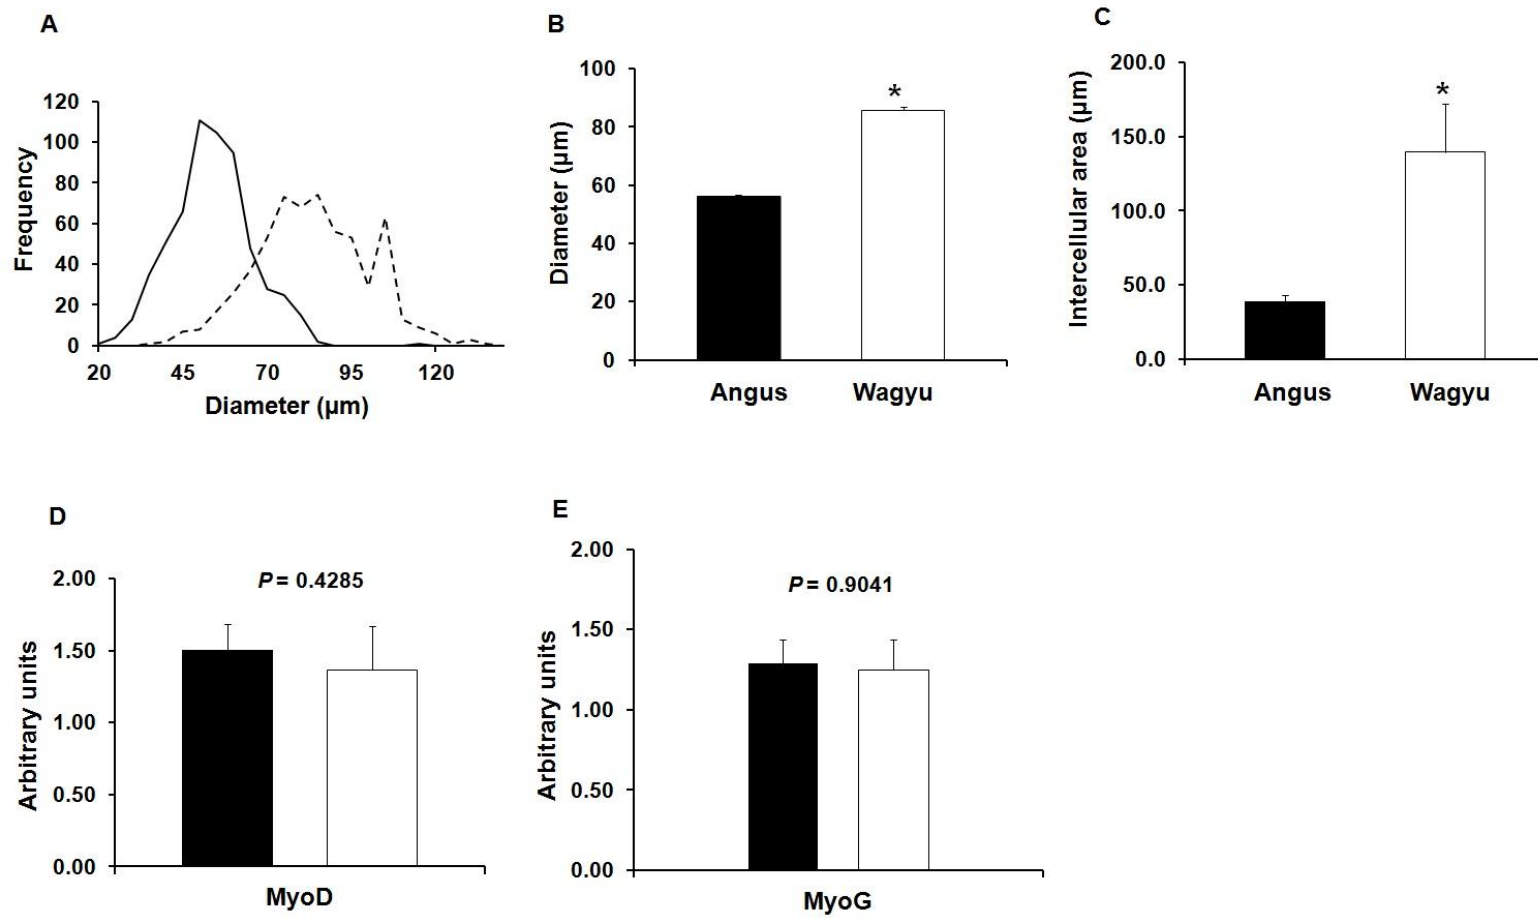 A
120
100
80
60
40
20
0
Frequency
20 45 70 95 120
Diameter (μm)
B
100
80
60
40
20
0
Diameter (μm)
*
Angus Wagyu
C
200.0
150.0
100.0
50.0
0.0
Intercellular area (μm)
*
Angus Wagyu
D
2.00
1.50
1.00
0.50
0.00
Arbitrary units
P = 0.4285
MyoD
E
2.00
1.50
1.00
0.50
0.00
Arbitrary units
P = 0.9041
MyoG